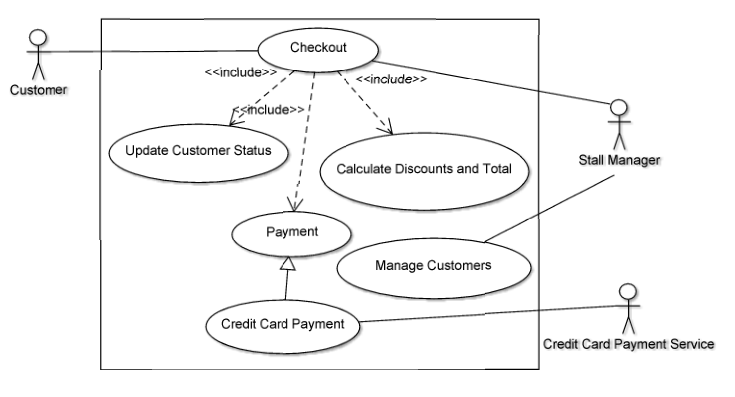 Checkout
<<include>>
<<include>>
Customer
<<include>>
Update Customer Status
Stall Manager
Calculate Discounts and Total
Payment
Manage Customers
Credit Card Payment
Credit Card Payment Service